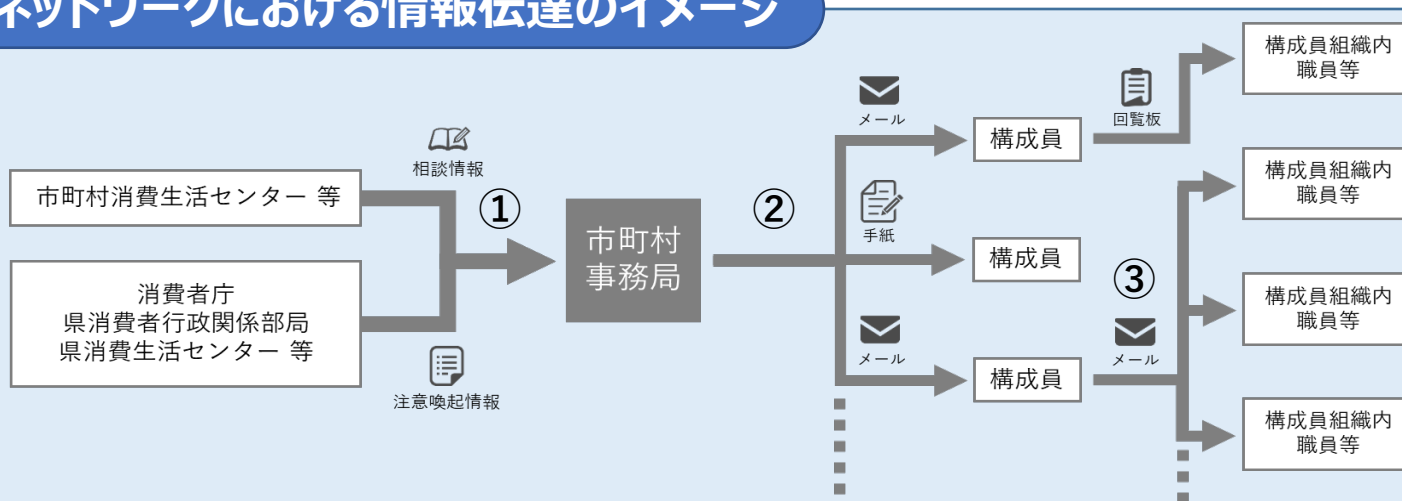 ネットワークにおける情報伝達のイメージ
相談情報
市町村消費生活センター 等
消費者庁
県消費者行政関係部局
県消費生活センター 等
注意喚起情報
①
市町村
事務局
②
メール
手紙
メール
構成員
構成員
構成員
回覧板
③
メール
構成員組織内
職員等
構成員組織内
職員等
構成員組織内
職員等
構成員組織内
職員等